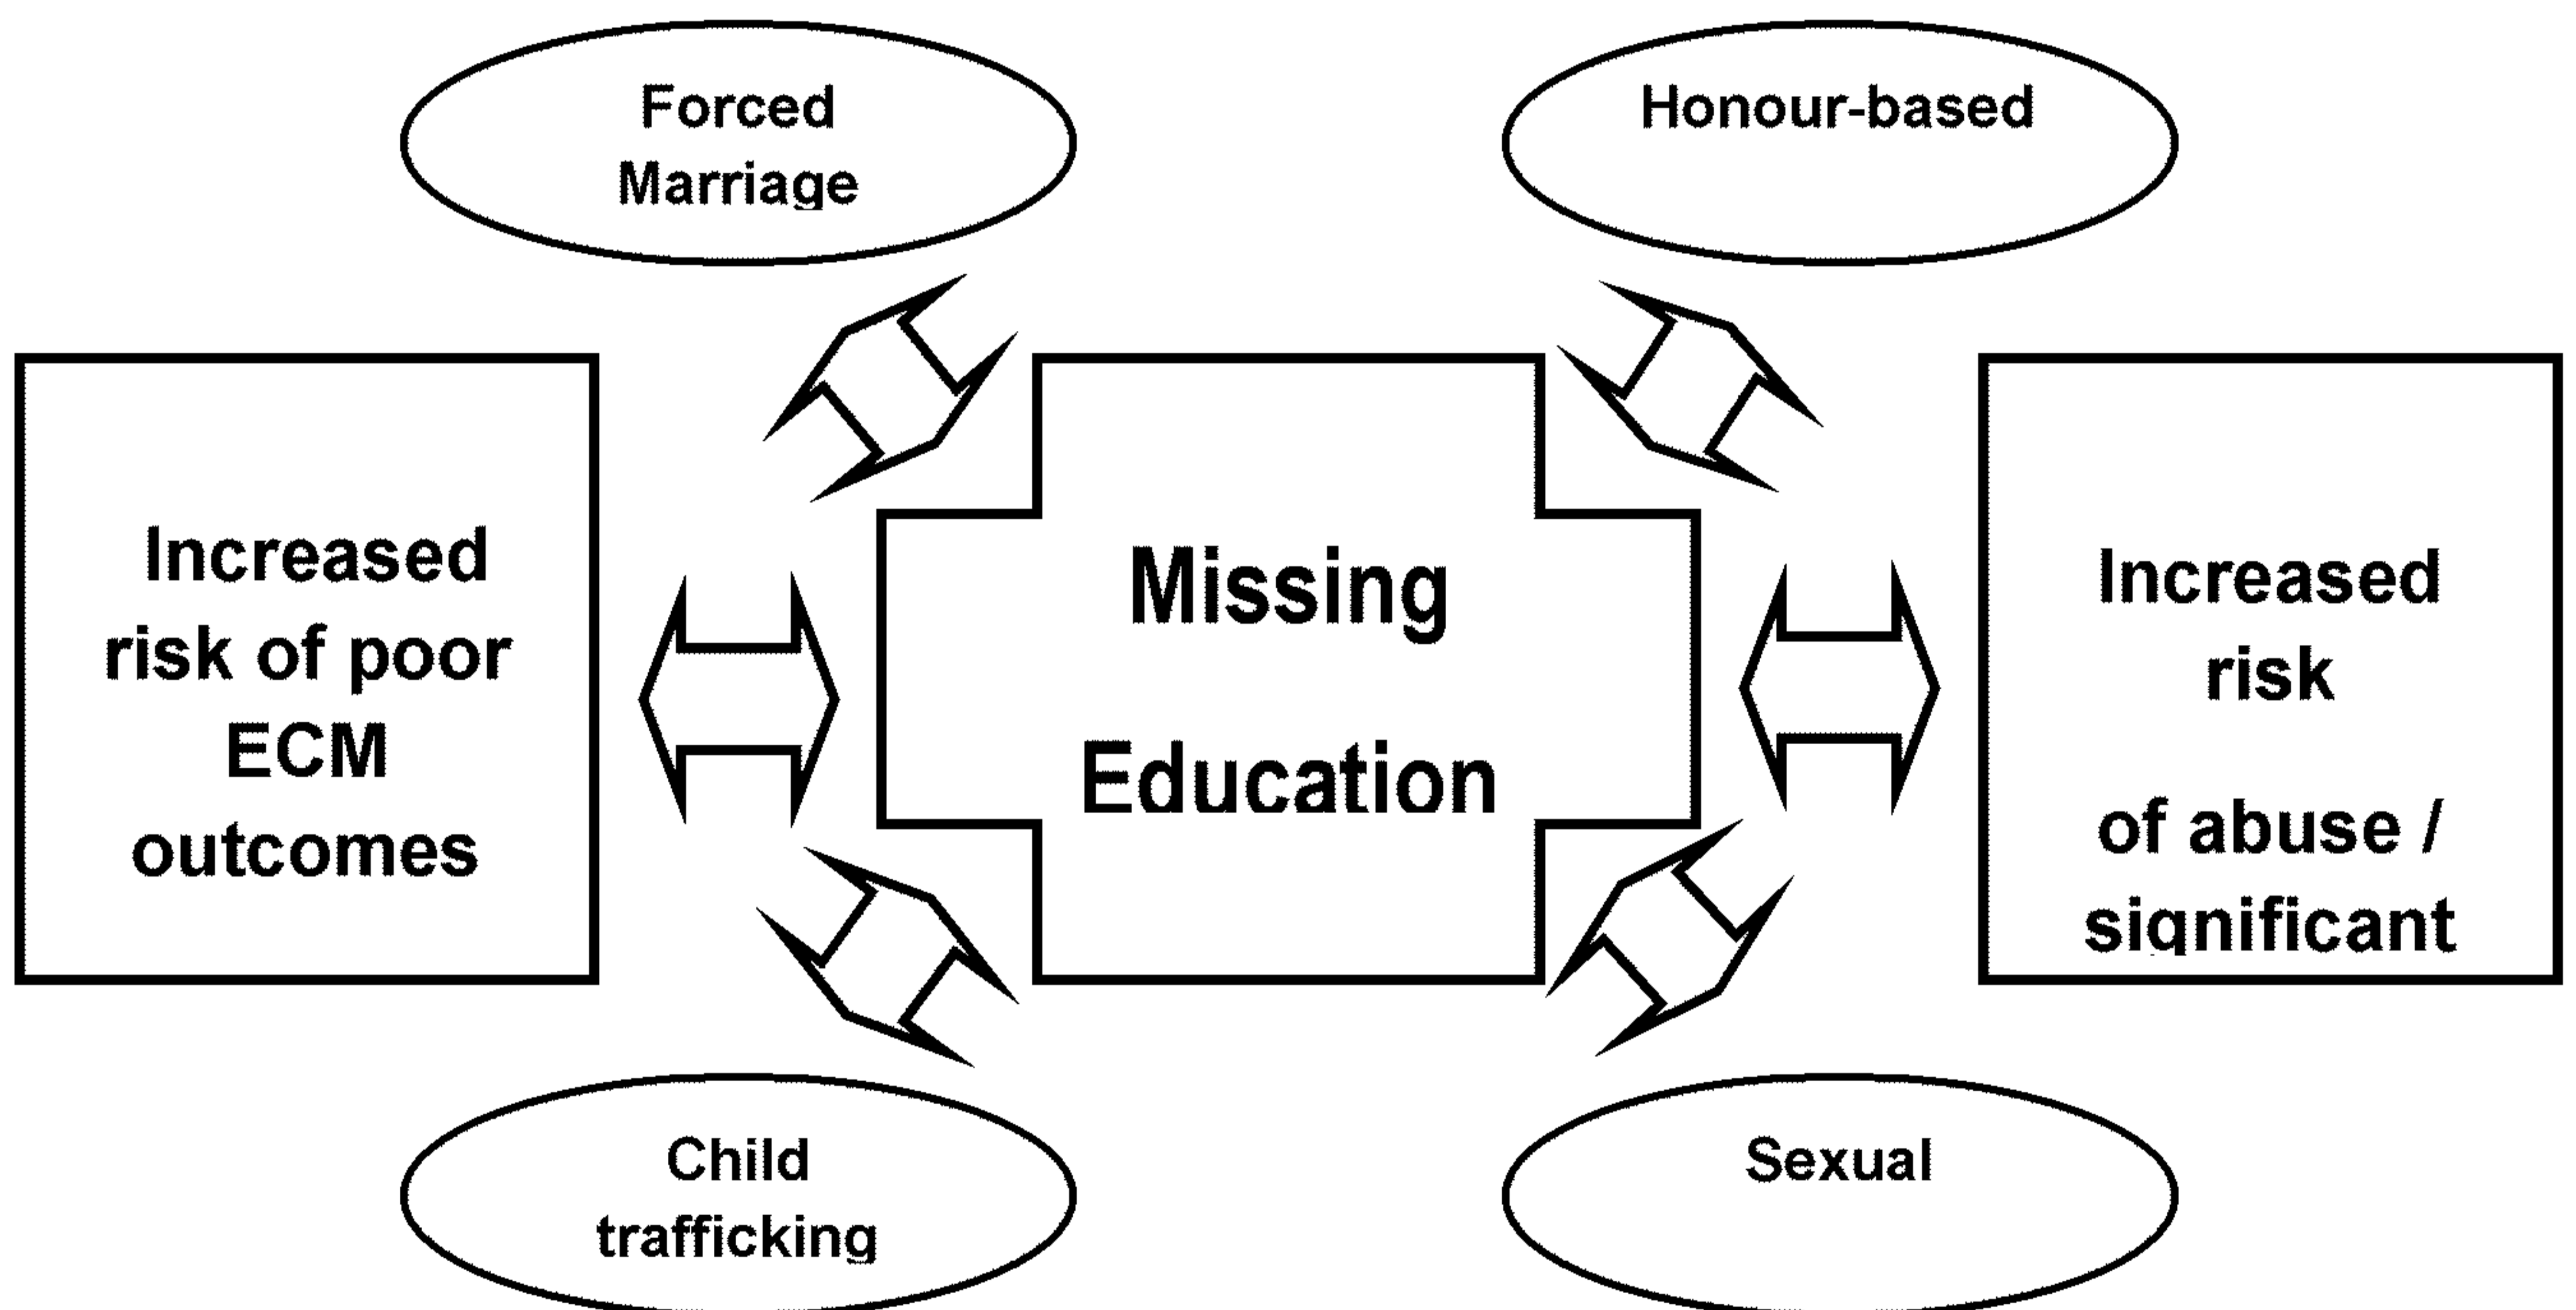 Forced
Marriage
Honour-based
Increased
risk of poor
ECM
outcomes
Missing
Education
Increased
risk
of abuse /
significant
Child
trafficking
Sexual